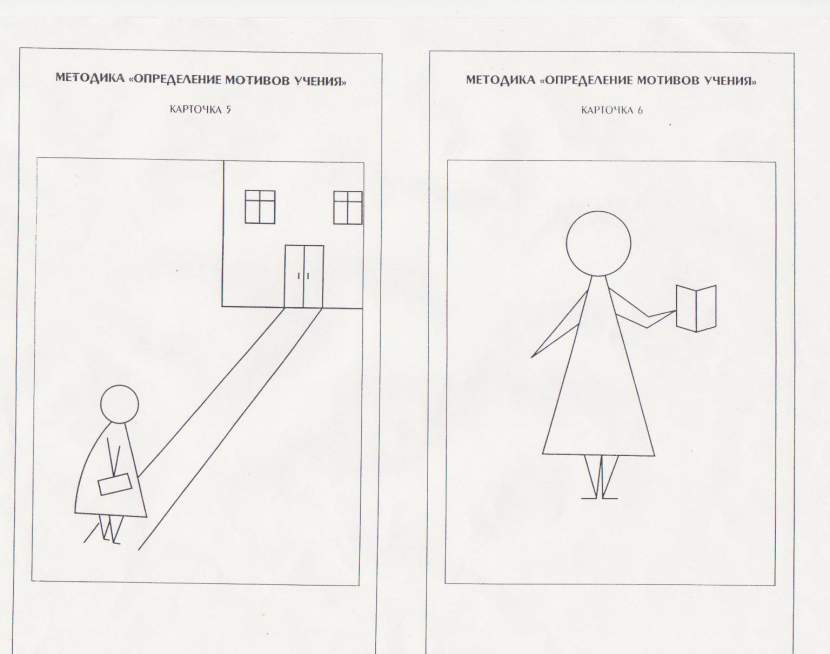 МЕТОДИКА «ОПРЕДЕЛЕНИЕ МОТИВОВ УЧЕНИЯ»
КАРТОЧКА 5
МЕТОДИКА «ОПРЕДЕЛЕНИЕ МОТИВОВ УЧЕНИЯ»
КАРТОЧКА 6